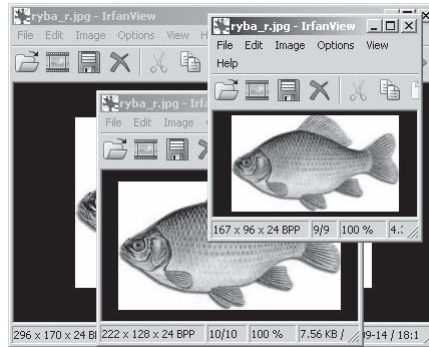 ryba_r.jpg - IrfanView
File Edit Image Options View
ryba_r.jpg - IrfanView
File Edit Image Options View
Help
ryba_r.jpg - Irfa
File Edit Image
167 x 96 x 24 BPP 9/9 100 %
296 x 170 x 24 222 x 128 x 24 BPP 10/10 100 % 7.56 KB / 09-14 / 18:1